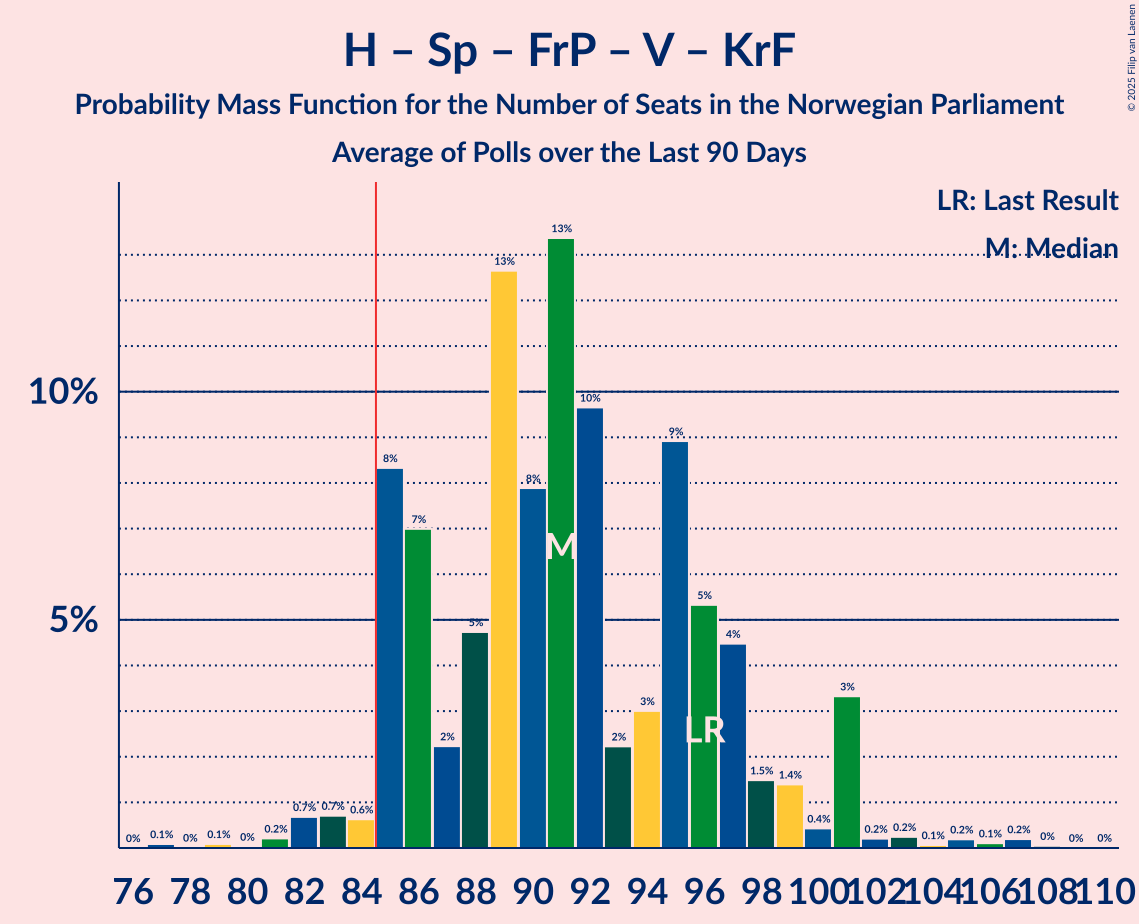 H – Sp – FrP – V – KrF
Probability Mass Function for the Number of Seats in the Norwegian Parliament
Average of Polls over the Last 90 Days
© 2025 Filip van Laenen
LR: Last Result
M: Median
10%
5%
0% 0.1% 0% 0.1% 0% 0.2% 0.7% 0.7% 0.6% 8% 7% 2% 5% 13% 8% 13% 10% 2% 3% 9% 5% 4% 1.5% 1.4% 0.4% 3% 0.2% 0.2% 0.1% 0.2% 0.1% 0.2% 0% 0% 0%
M
LR
76 78 80 82 84 86 88 90 92 94 96 98 100 102 104 106 108 110